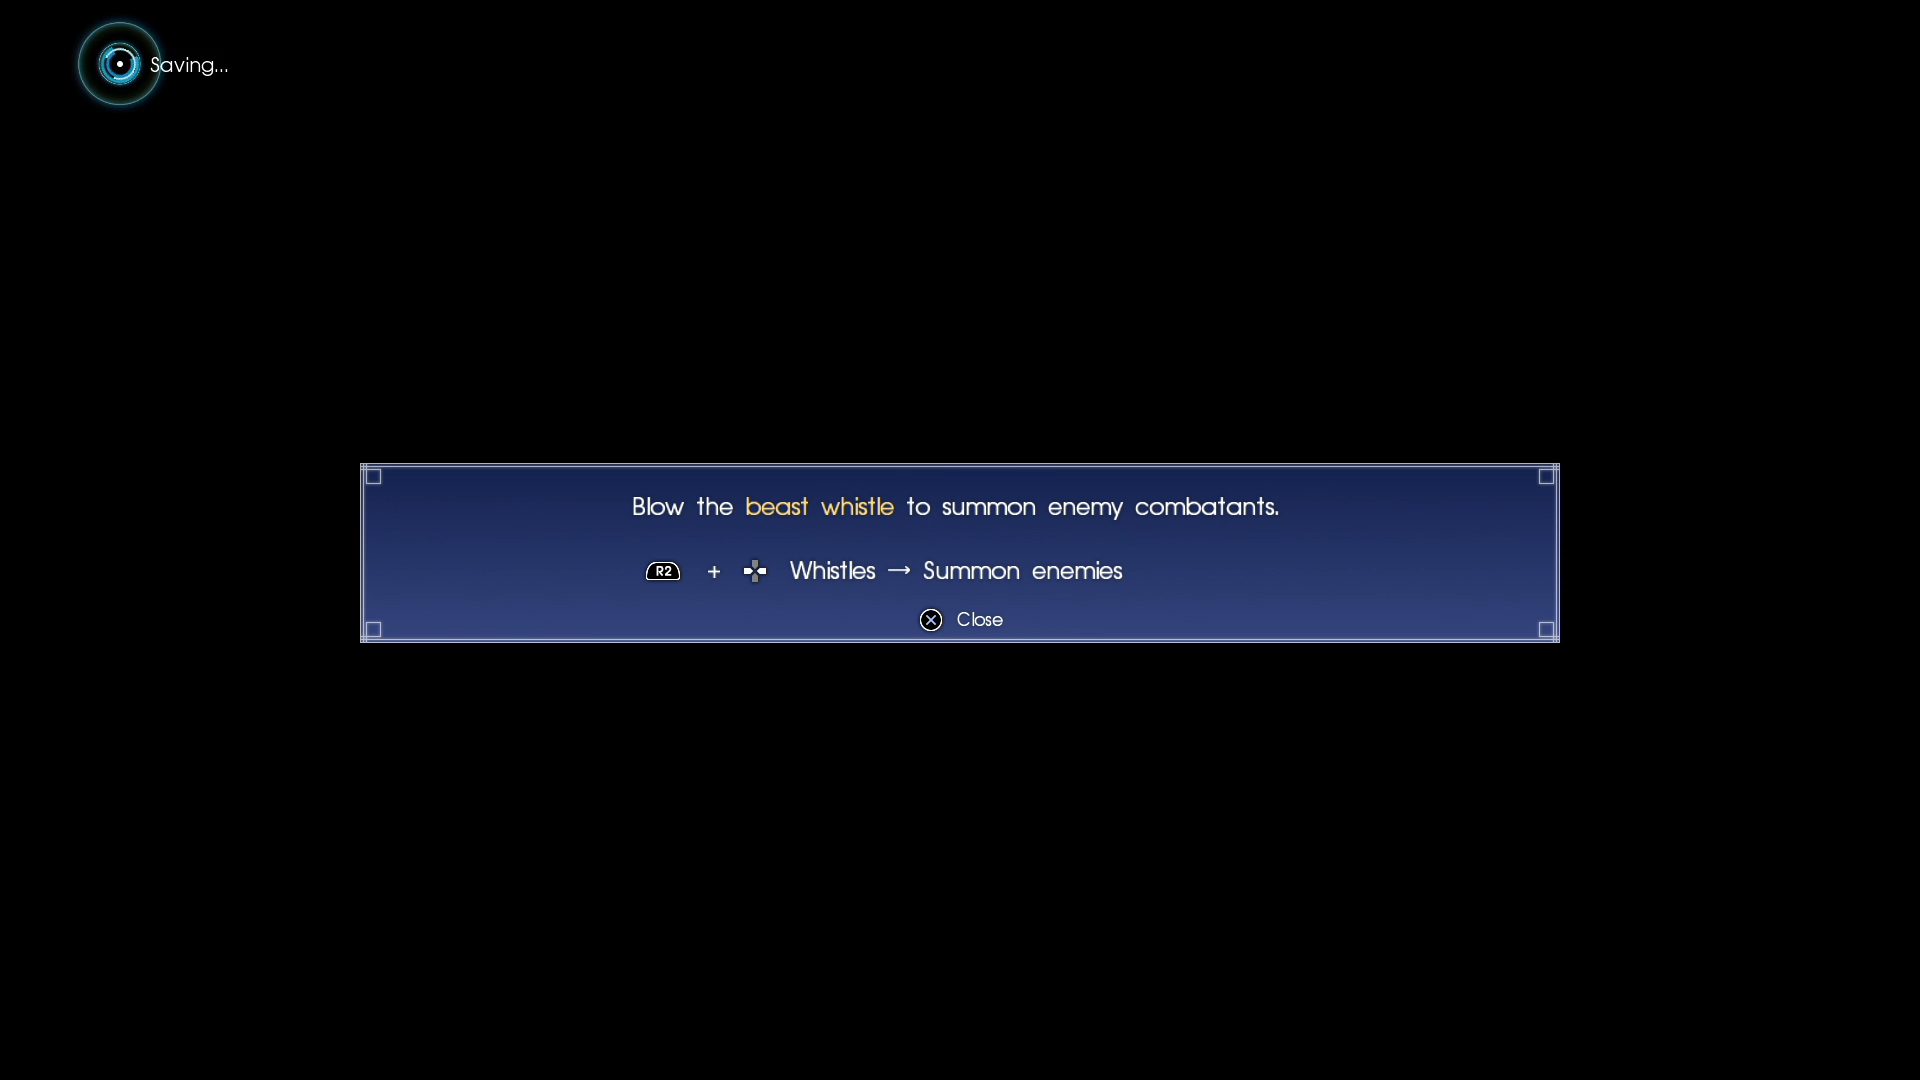 Saving...
Blow the beast whistle to summon enemy combatants.
R2 + Whistles → Summon enemies
Close